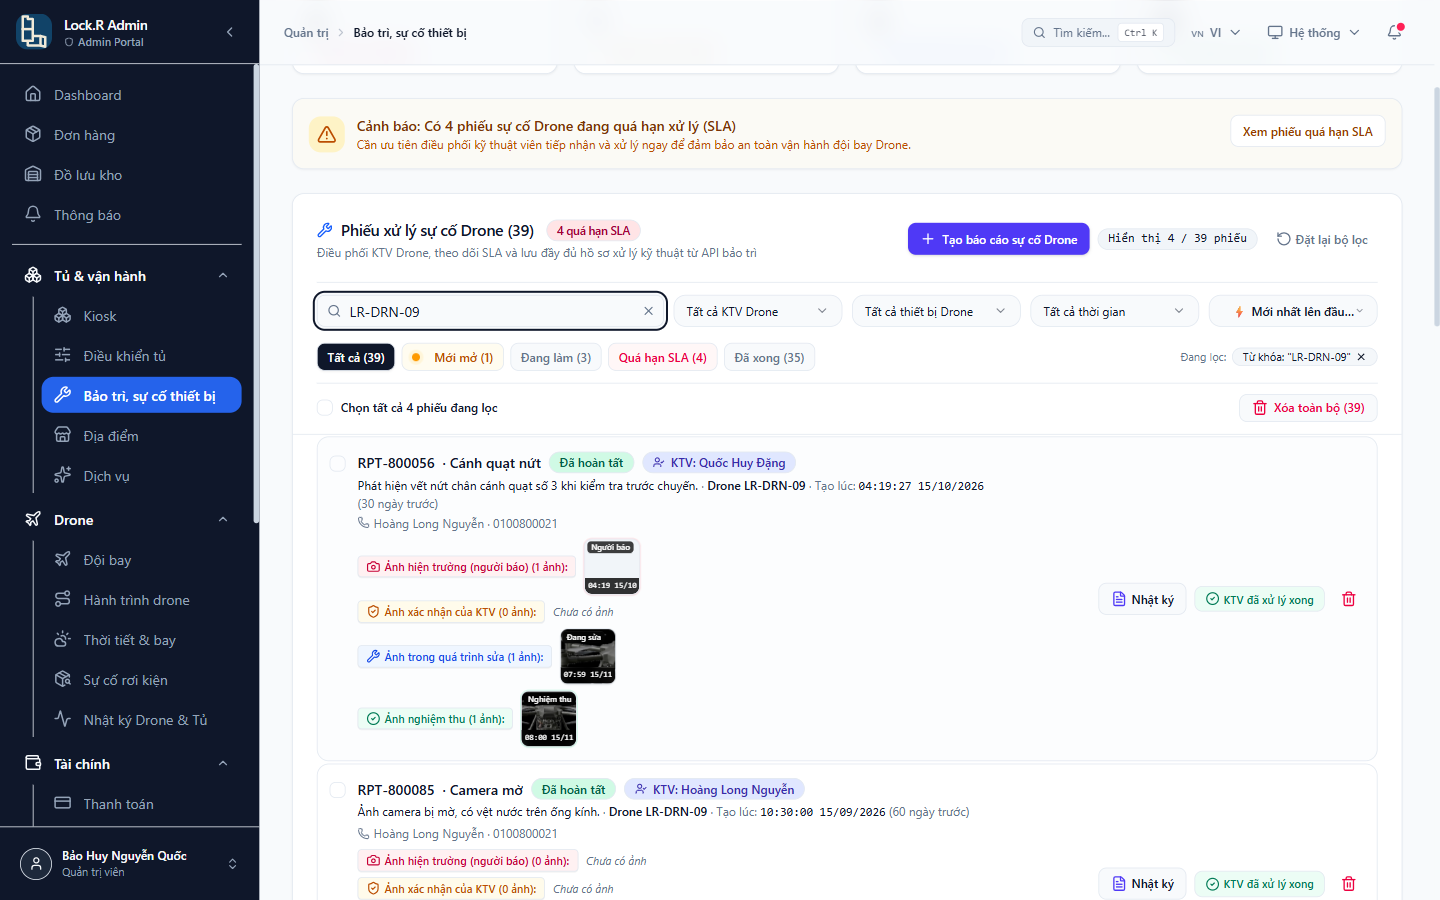 Lock.R Admin
Admin Portal
Dashboard
Đơn hàng
Đồ lưu kho
Thông báo
Tủ & vận hành
Kiosk
Điều khiển tủ
Bảo trì, sự cố thiết bị
Địa điểm
Dịch vụ
Drone
Đội bay
Hành trình drone
Thời tiết & bay
Sự cố rơi kiện
Nhật ký Drone & Tủ
Tài chính
Thanh toán
Bảo Huy Nguyễn Quốc
Quản trị viên
Quản trị > Bảo trì, sự cố thiết bị
Tìm kiếm... Ctrl K
VN VI
Hệ thống
Cảnh báo: Có 4 phiếu sự cố Drone đang quá hạn xử lý (SLA)
Cần ưu tiên điều phối kỹ thuật viên tiếp nhận và xử lý ngay để đảm bảo an toàn vận hành đội bay Drone.
Xem phiếu quá hạn SLA
Phiếu xử lý sự cố Drone (39) 4 quá hạn SLA
Điều phối KTV Drone, theo dõi SLA và lưu đầy đủ hồ sơ xử lý kỹ thuật từ API bảo trì
+ Tạo báo cáo sự cố Drone
Hiển thị 4 / 39 phiếu
Đặt lại bộ lọc
LR-DRN-09
Tất cả KTV Drone
Tất cả thiết bị Drone
Tất cả thời gian
Mới nhất lên đầu...
Tất cả (39)
Mới mở (1)
Đang làm (3)
Quá hạn SLA (4)
Đã xong (35)
Đang lọc: Từ khóa: "LR-DRN-09" ✕
Chọn tất cả 4 phiếu đang lọc
Xóa toàn bộ (39)
RPT-800056 · Cánh quạt nứt Đã hoàn tất KTV: Quốc Huy Đặng
Phát hiện vết nứt chân cánh quạt số 3 khi kiểm tra trước chuyến. · Drone LR-DRN-09 · Tạo lúc: 04:19:27 15/10/2026
(30 ngày trước)
Hoàng Long Nguyễn · 0100800021
Ảnh hiện trường (người báo) (1 ảnh):
Người báo
04:19 15/10
Ảnh xác nhận của KTV (0 ảnh): Chưa có ảnh
Ảnh trong quá trình sửa (1 ảnh):
Đang sửa
07:59 15/11
Ảnh nghiệm thu (1 ảnh):
Nghiệm thu
08:00 15/11
Nhật ký
KTV đã xử lý xong
RPT-800085 · Camera mờ Đã hoàn tất KTV: Hoàng Long Nguyễn
Ảnh camera bị mờ, có vệt nước trên ống kính. · Drone LR-DRN-09 · Tạo lúc: 10:30:00 15/09/2026 (60 ngày trước)
Hoàng Long Nguyễn · 0100800021
Ảnh hiện trường (người báo) (0 ảnh): Chưa có ảnh
Ảnh xác nhận của KTV (0 ảnh): Chưa có ảnh
Nhật ký
KTV đã xử lý xong